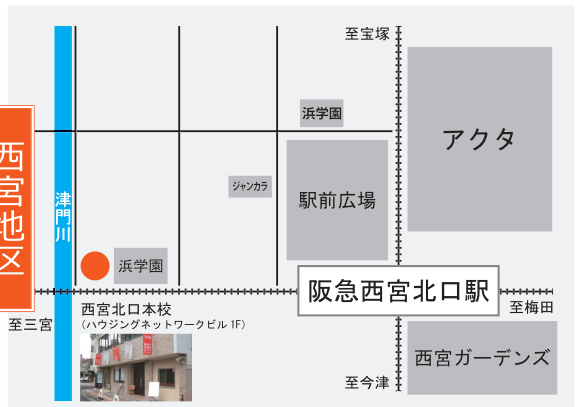 至宝塚
浜学園
アクタ
西宮地区
ジャンカラ
駅前広場
津門川
浜学園
阪急西宮北口駅
至三宮
西宮北口本校
(ハウジングネットワークビル1F)
至梅田
西宮ガーデンズ
至今津